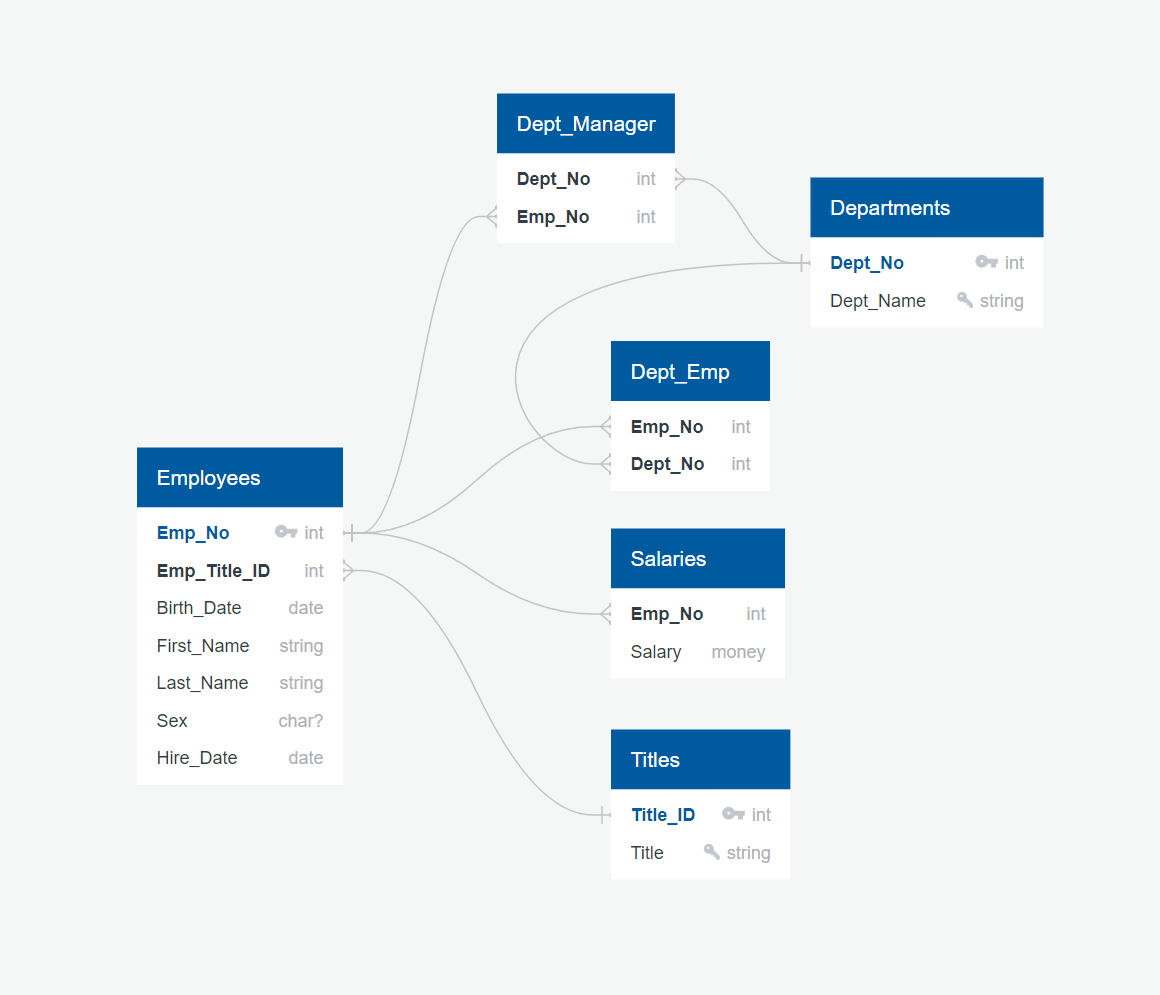 Dept_Manager
Dept_No int
Emp_No int
Departments
Dept_No int
Dept_Name string
Dept_Emp
Emp_No int
Dept_No int
Employees
Emp_No int
Emp_Title_ID int
Birth_Date date
First_Name string
Last_Name string
Sex char?
Hire_Date date
Salaries
Emp_No int
Salary money
Titles
Title_ID int
Title string